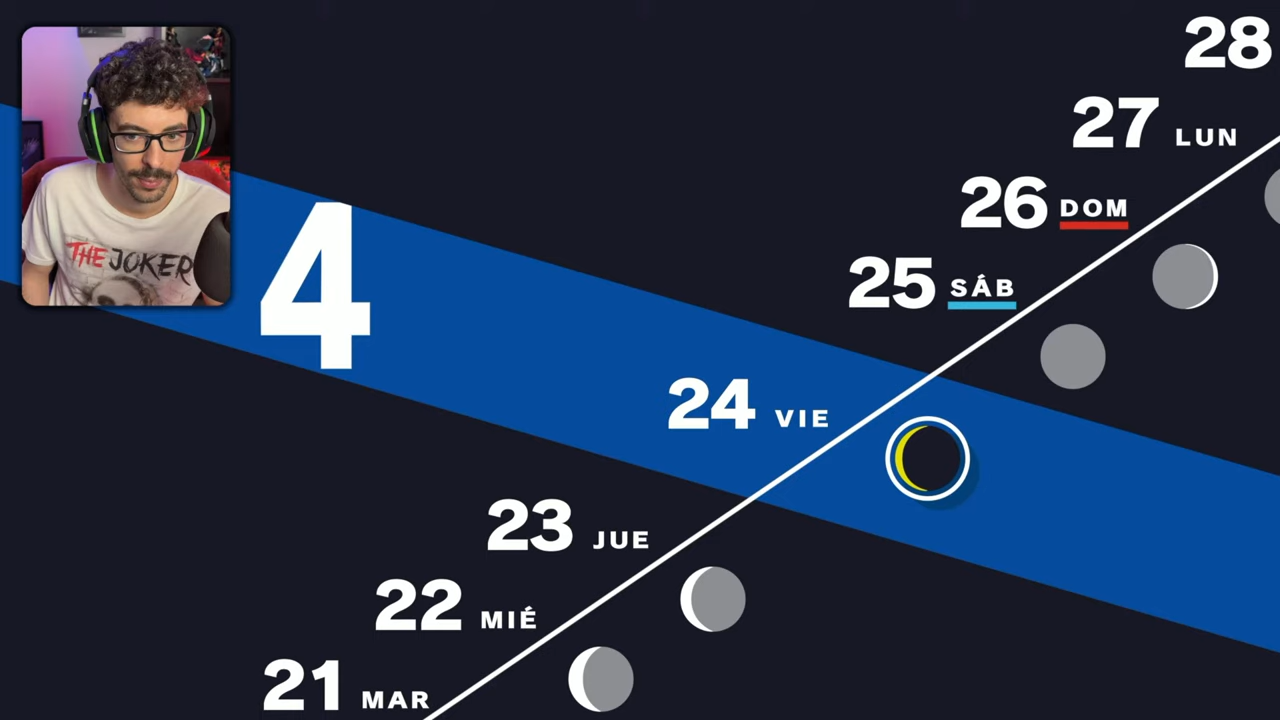 28
27 LUN
26 DOM
25 SÁB
THE JOKER
4
24 VIE
23 JUE
22 MIÉ
21 MAR